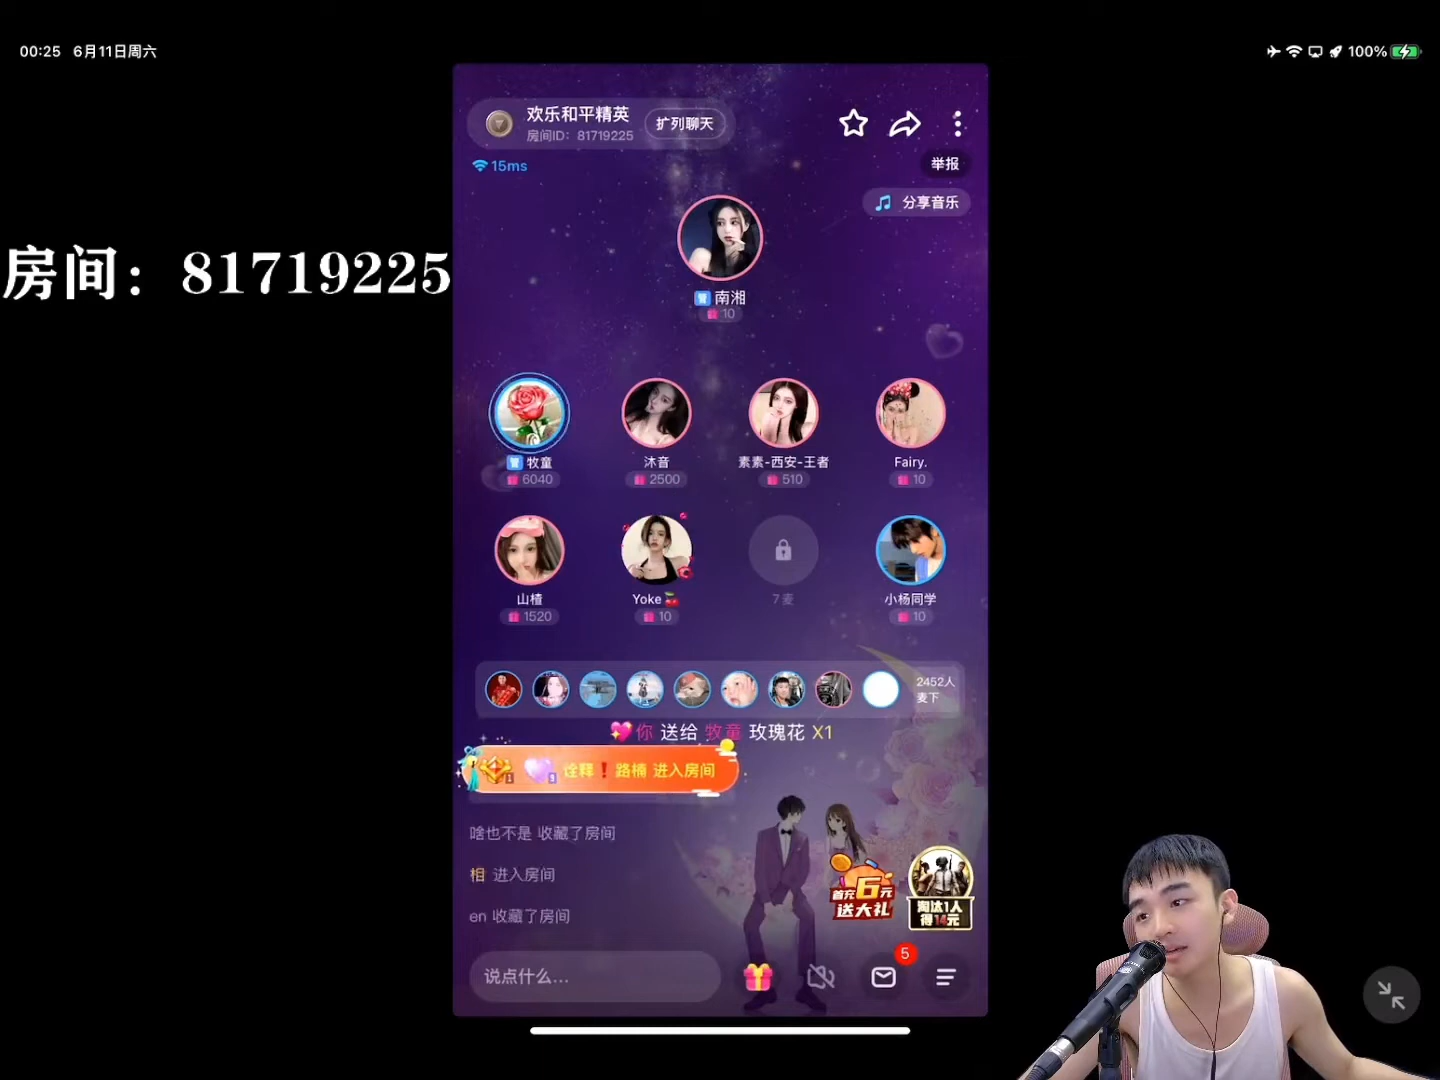 00:25 6月11日周六
100%
欢乐和平精英
房间ID: 81719225
扩列聊天
15ms
举报
分享音乐
房间：81719225
管 南湘
10
管 牧童
沐音
素素-西安-王者
Fairy.
6040
2500
510
10
山楂
Yoke🍒
7麦
小杨同学
1520
10
10
2452人
麦下
💖你 送给 牧童 玫瑰花 X1
诠释❗路楠 进入房间
啥也不是 收藏了房间
相 进入房间
en 收藏了房间
首充6元
送大礼
淘汰1人
得14元
说点什么...
5